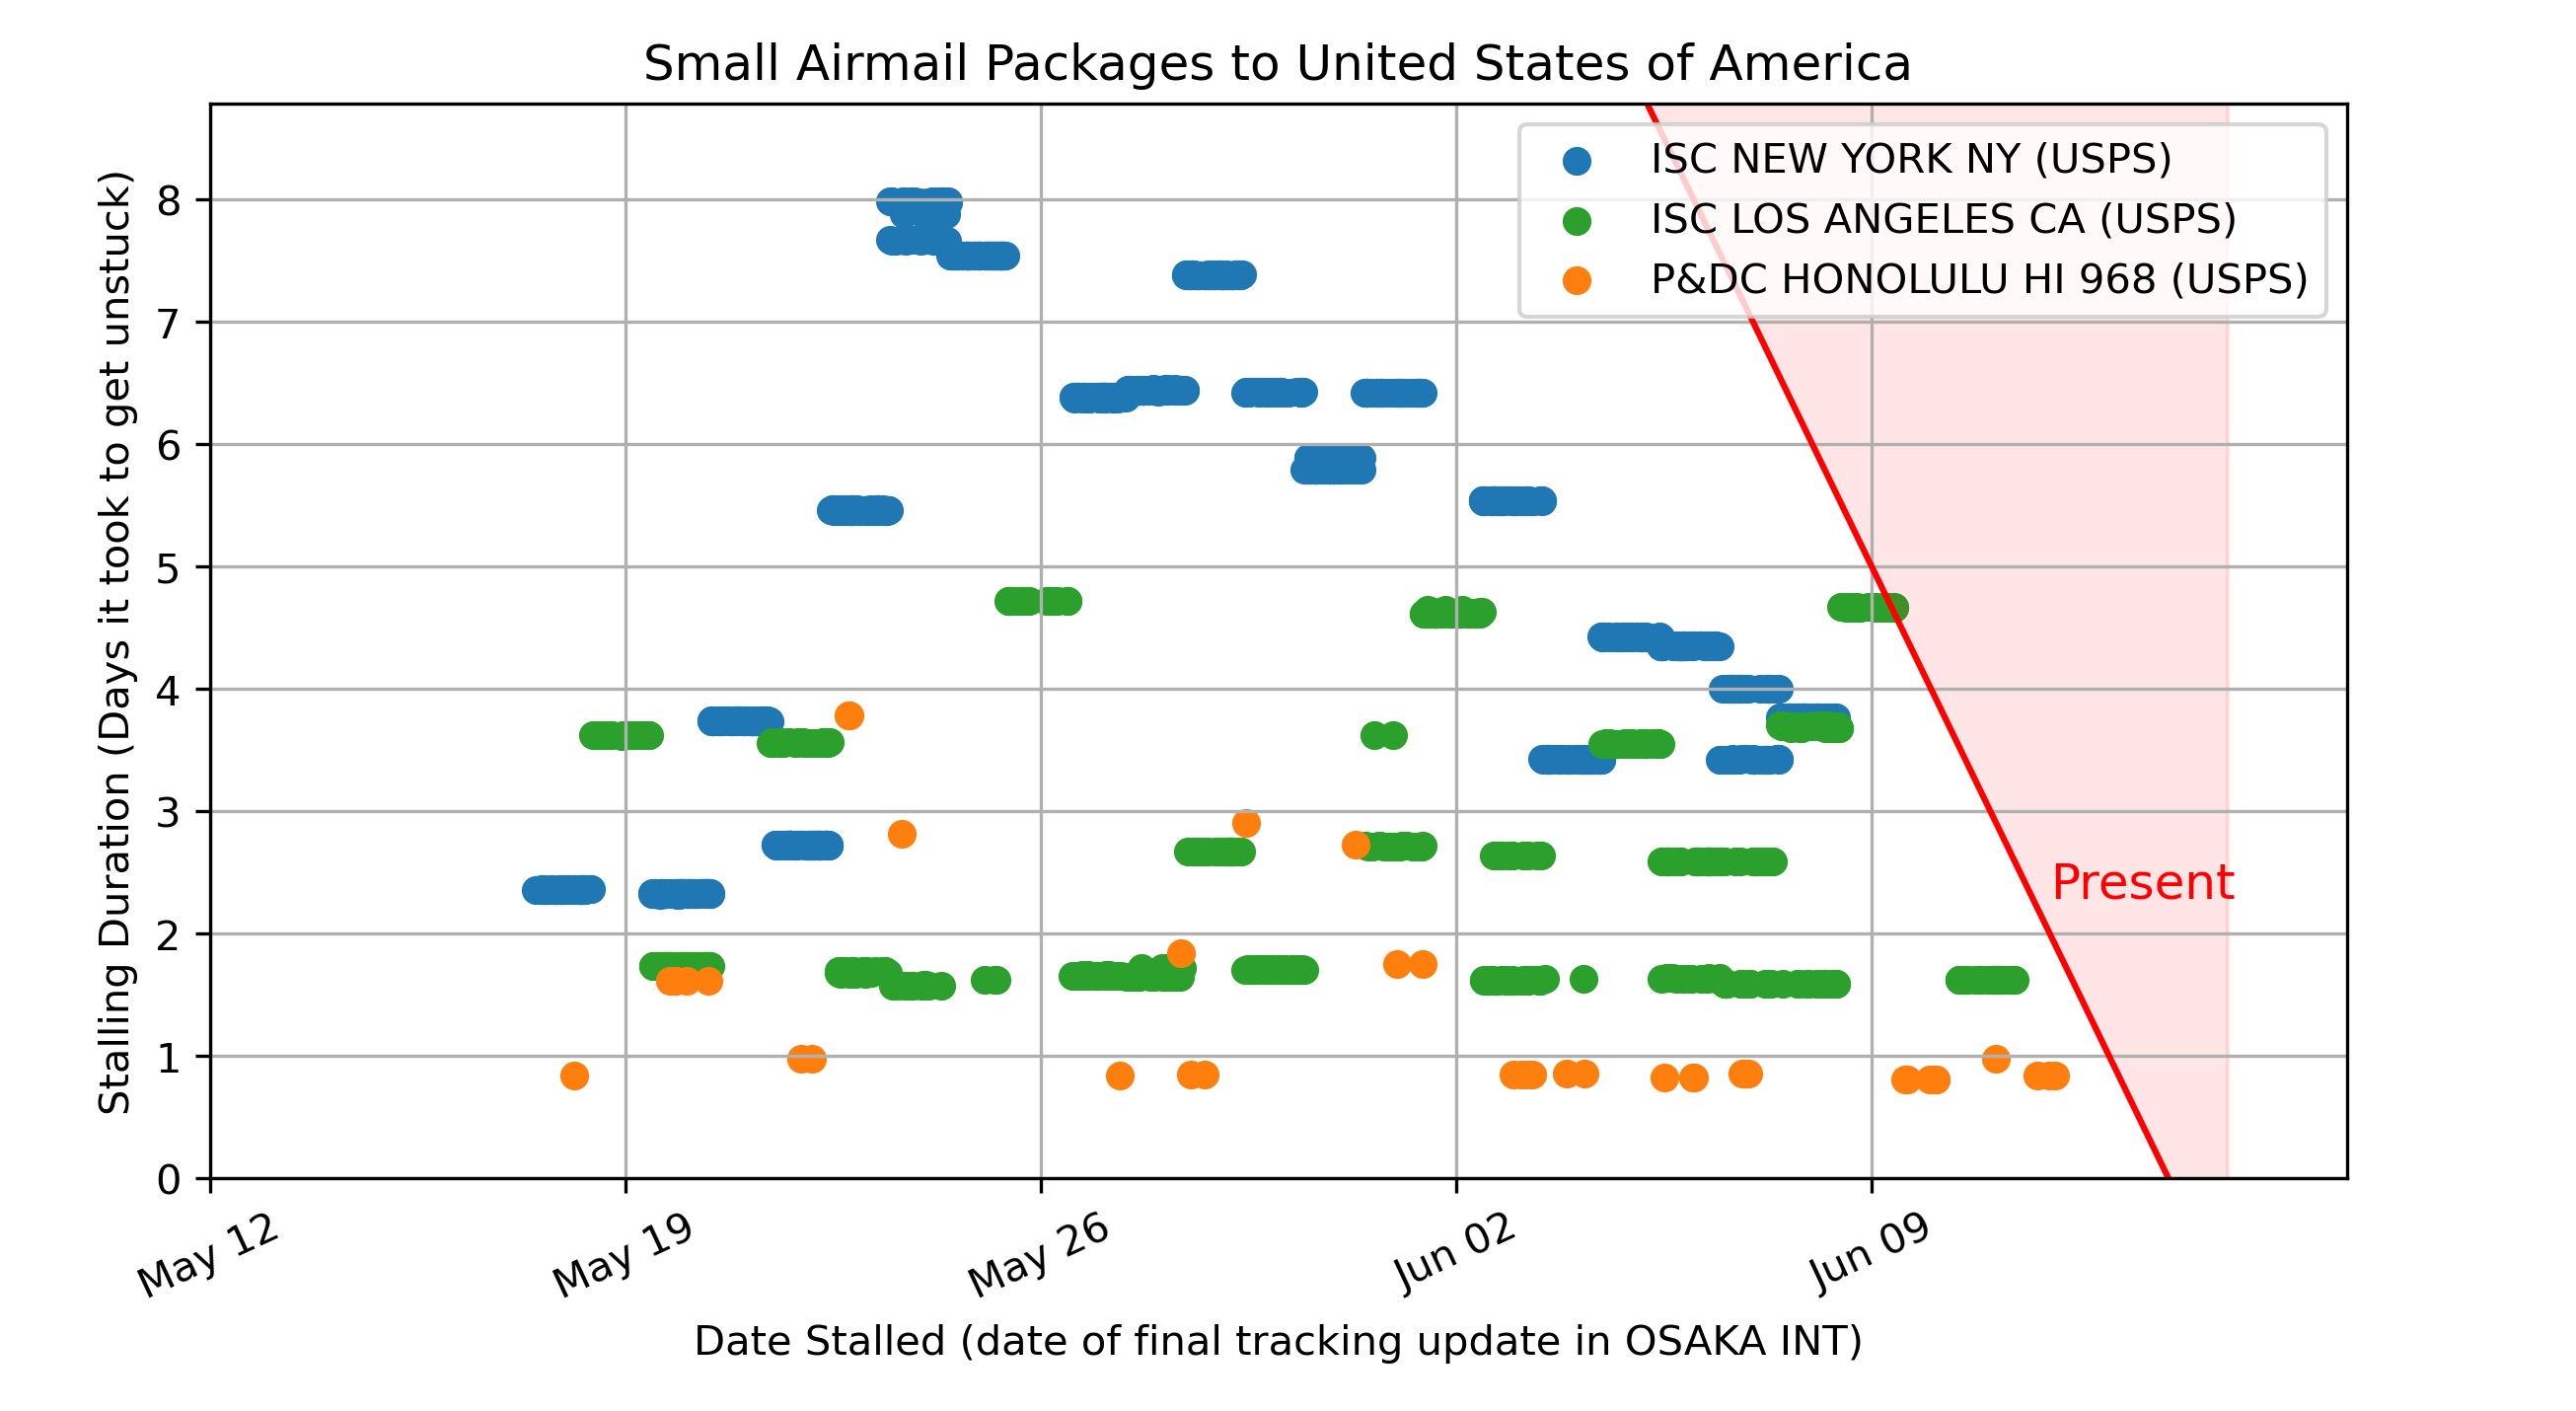 Small Airmail Packages to United States of America
ISC NEW YORK NY (USPS)
ISC LOS ANGELES CA (USPS)
P&DC HONOLULU HI 968 (USPS)
Stalling Duration (Days it took to get unstuck)
8
7
6
5
4
3
2
1
0
Present
May 12
May 19
May 26
Jun 02
Jun 09
Date Stalled (date of final tracking update in OSAKA INT)